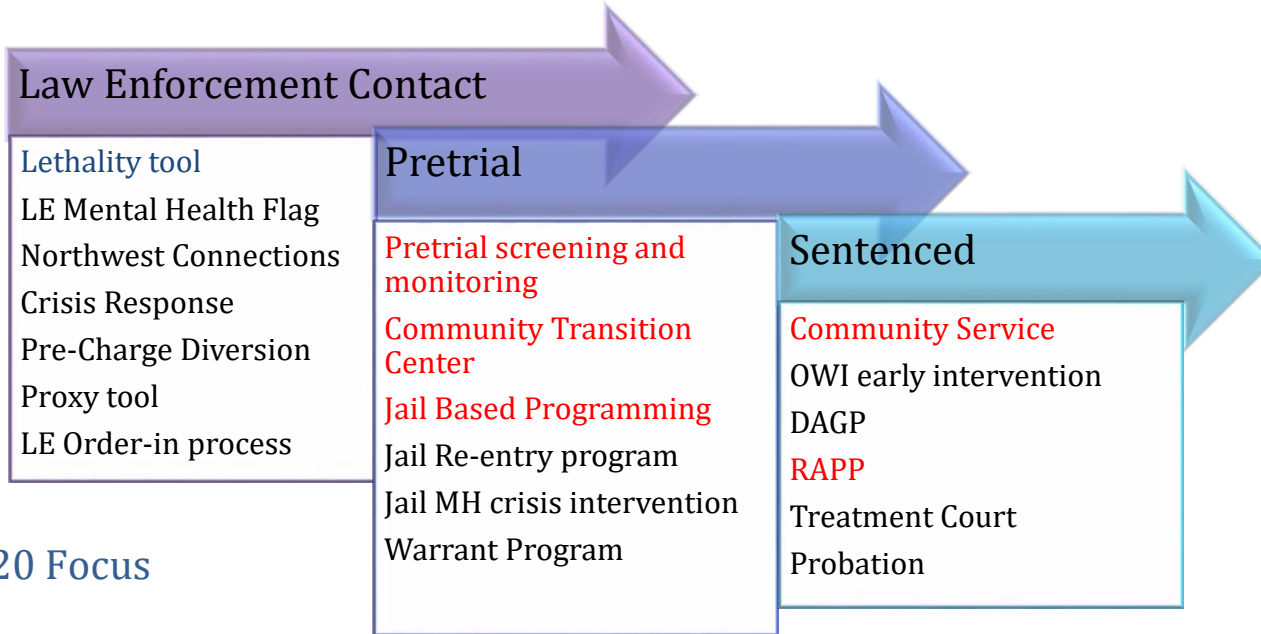 Law Enforcement Contact
Lethality tool
LE Mental Health Flag
Northwest Connections
Crisis Response
Pre-Charge Diversion
Proxy tool
LE Order-in process
Pretrial
Pretrial screening and
monitoring
Community Transition
Center
Jail Based Programming
Jail Re-entry program
Jail MH crisis intervention
Warrant Program
Sentenced
Community Service
OWI early intervention
DAGP
RAPP
Treatment Court
Probation
20 Focus